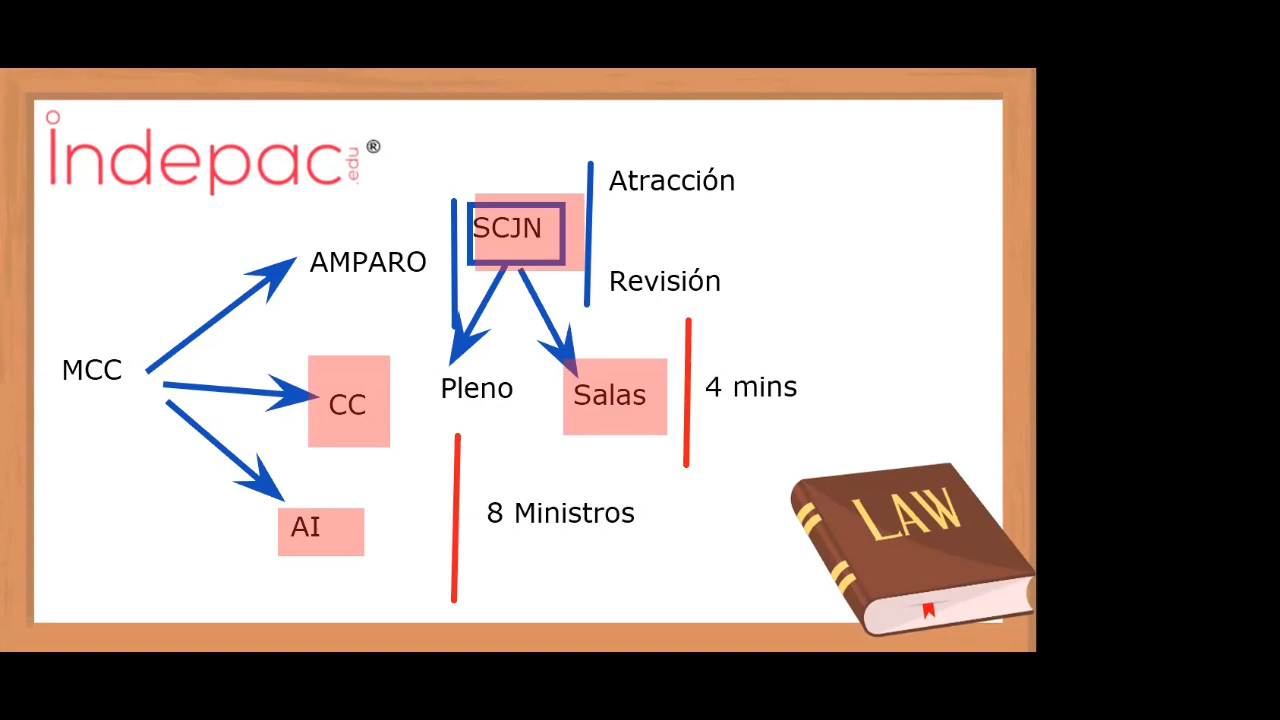 indepac.edu®
Atracción
SCJN
AMPARO
Revisión
MCC
Pleno
Salas
4 mins
CC
8 Ministros
AI
LAW